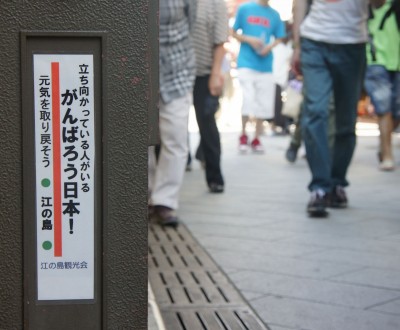 立ち向かっている人がいる
がんばろう日本!
元気を取り戻そう
江の島
江の島観光会